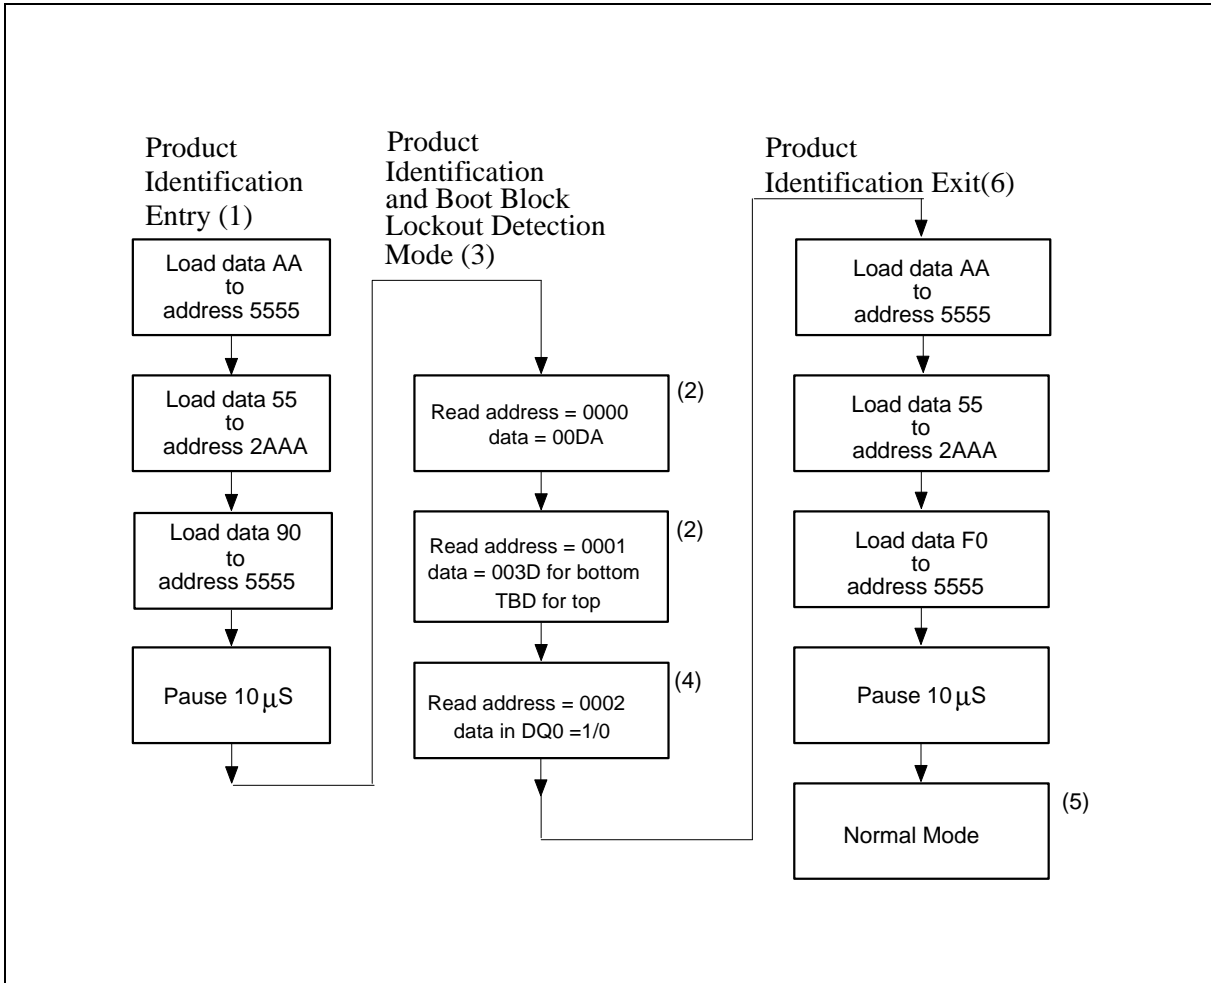 Product
Identification
Entry (1)
Load data AA
to
address 5555
Load data 55
to
address 2AAA
Load data 90
to
address 5555
Pause 10 μS
Product
Identification
and Boot Block
Lockout Detection
Mode (3)
Read address = 0000
data = 00DA
(2)
Read address = 0001
data = 003D for bottom
TBD for top
(2)
Read address = 0002
data in DQ0 =1/0
(4)
Product
Identification Exit(6)
Load data AA
to
address 5555
Load data 55
to
address 2AAA
Load data F0
to
address 5555
Pause 10 μS
Normal Mode
(5)